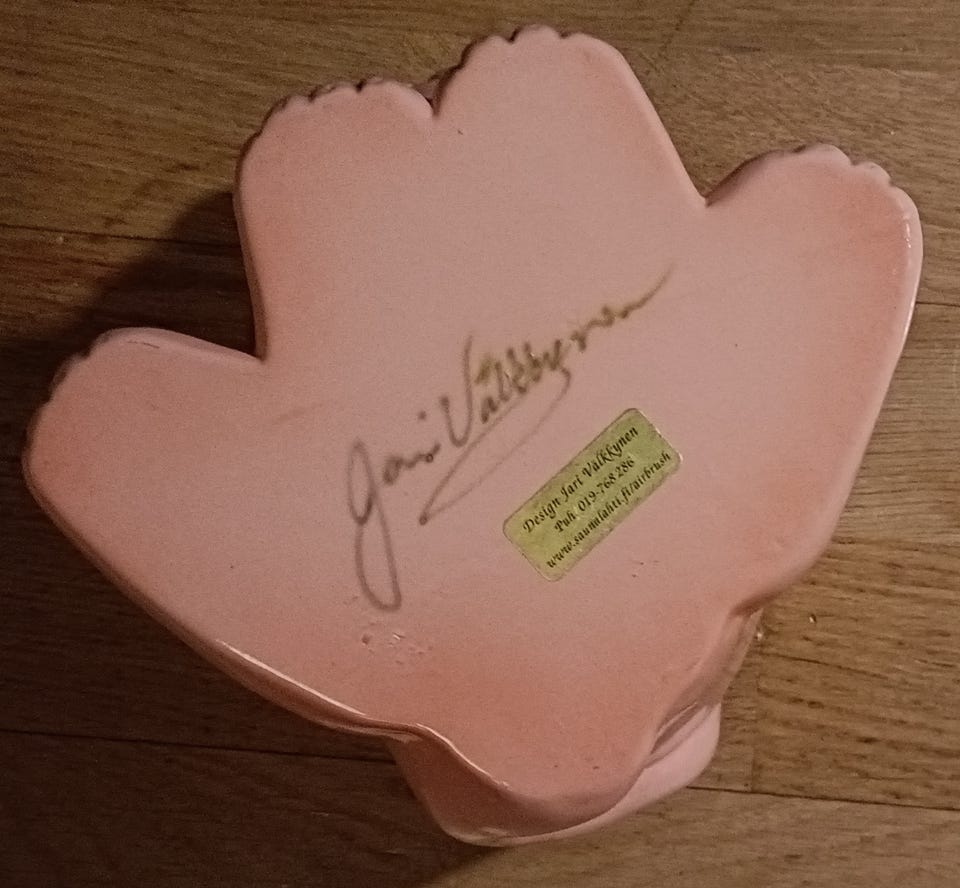 Jari Valkkynen
Design Jari Valkkynen
Puh. 019-768 286
www.saunalahti.fi/airbrush